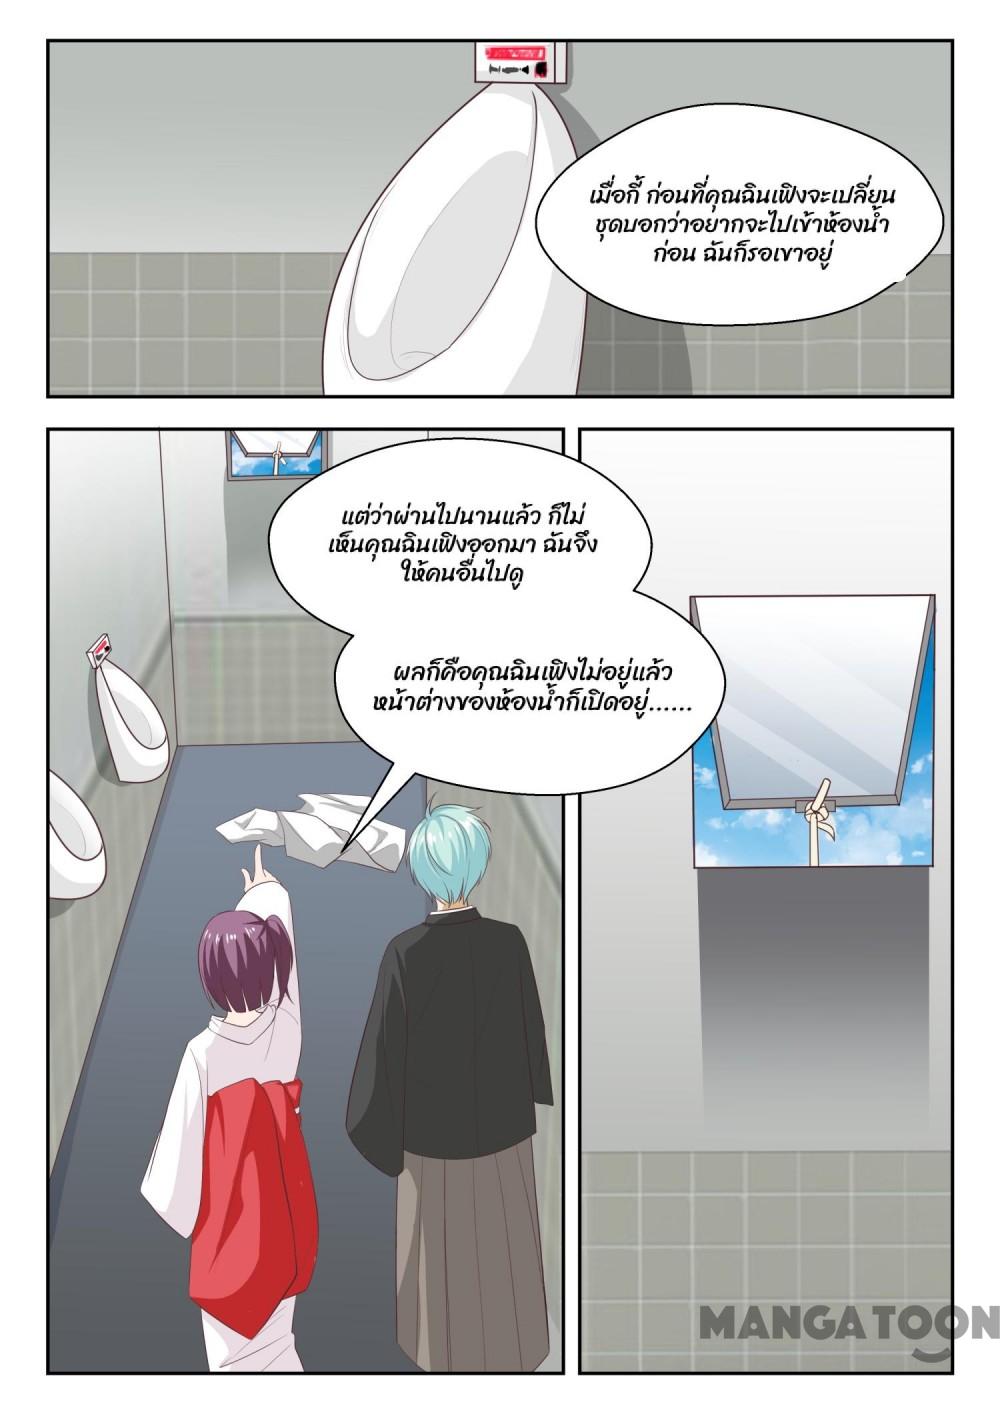 เมื่อกี้ ก่อนที่คุณฉินเฟิงจะเปลี่ยน
ชุดบอกว่าอยากจะไปเข้าห้องน้ำ
ก่อน ฉันก็รอเขาอยู่
แต่ว่าผ่านไปนานแล้ว ก็ไม่
เห็นคุณฉินเฟิงออกมา ฉันจึง
ให้คนอื่นไปดู
ผลก็คือคุณฉินเฟิงไม่อยู่แล้ว
หน้าต่างของห้องน้ำก็เปิดอยู่......
MANGATOON